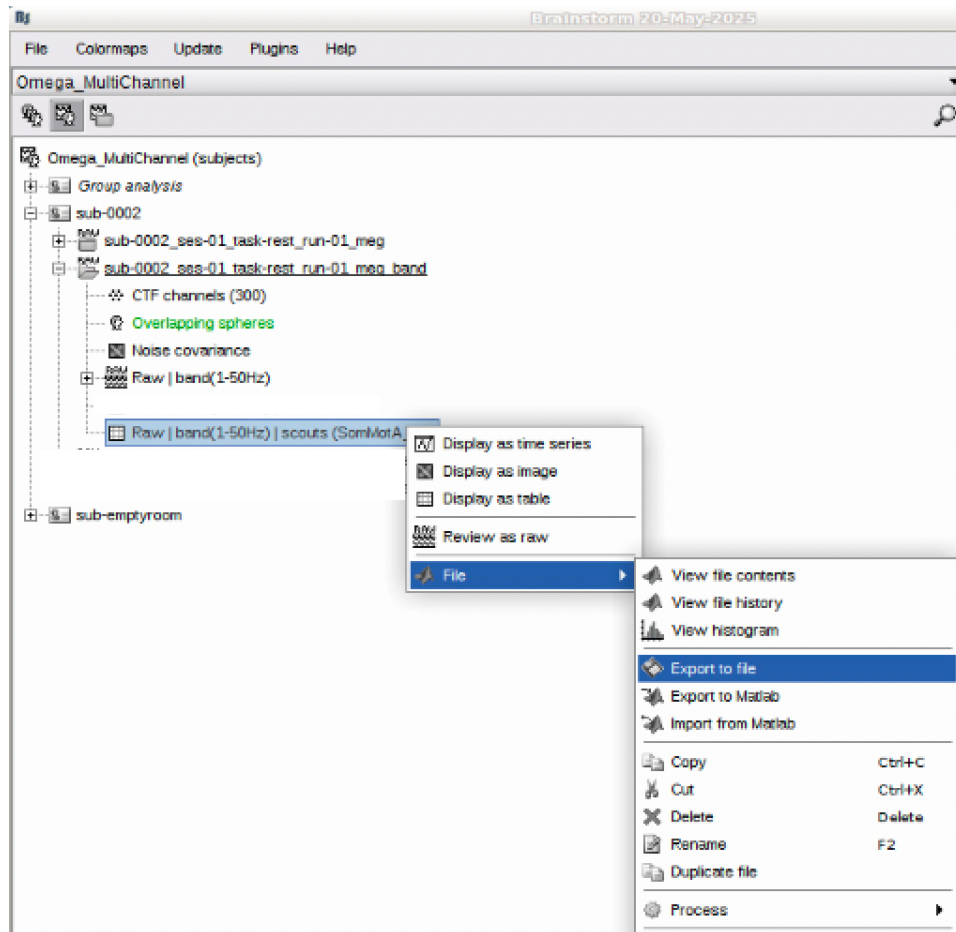 Brainstorm 20-May-2025
File Colormaps Update Plugins Help
Omega_MultiChannel
Omega_MultiChannel (subjects)
Group analysis
sub-0002
sub-0002_ses-01_task-rest_run-01_meg
sub-0002_ses-01_task-rest_run-01_meg_band
CTF channels (300)
Overlapping spheres
Noise covariance
Raw | band(1-50Hz)
Raw | band(1-50Hz) | scouts (SomMotA_
sub-emptyroom
Display as time series
Display as image
Display as table
Review as raw
File
View file contents
View file history
View histogram
Export to file
Export to Matlab
Import from Matlab
Copy Ctrl+C
Cut Ctrl+X
Delete Delete
Rename F2
Duplicate file
Process